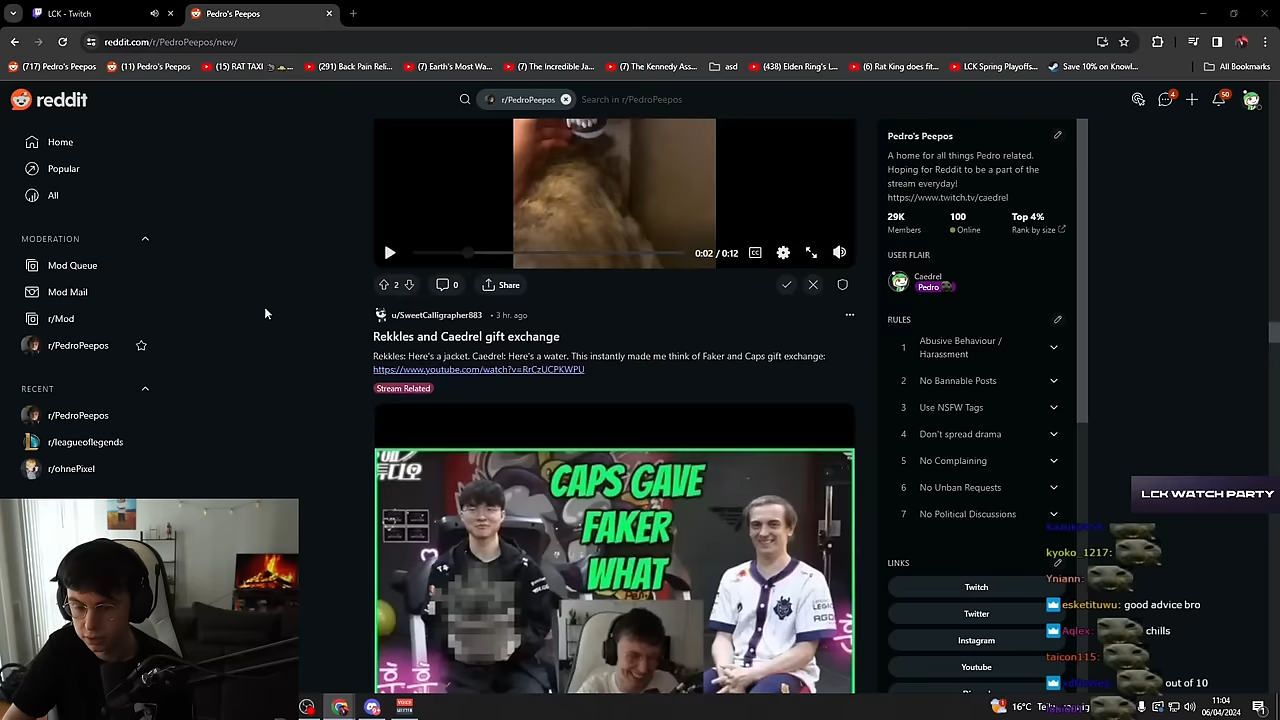 LCK - Twitch
Pedro's Peepos
reddit.com/r/PedroPeepos/new/
(717) Pedro's Peepos
(11) Pedro's Peepos
(15) RAT TAXI
(291) Back Pain Reli...
(7) Earth's Most Wa...
(7) The Incredible Ja...
(7) The Kennedy Ass...
asd
(438) Elden Ring's L...
(6) Rat King does fit...
LCK Spring Playoffs...
Save 10% on Knowl...
All Bookmarks
reddit
r/PedroPeepos
Search in r/PedroPeepos
4
50
Home
Popular
All
MODERATION
Mod Queue
Mod Mail
r/Mod
r/PedroPeepos
RECENT
r/PedroPeepos
r/leagueoflegends
r/ohnePixel
0:02 / 0:12
2
0
Share
u/SweetCalligrapher883 • 3 hr. ago
Rekkles and Caedrel gift exchange
Rekkles: Here's a jacket. Caedrel: Here's a water. This instantly made me think of Faker and Caps gift exchange:
https://www.youtube.com/watch?v=RrCzUCPKWPU
Stream Related
CAPS GAVE
FAKER
WHAT
Pedro's Peepos
A home for all things Pedro related.
Hoping for Reddit to be a part of the
stream everyday!
https://www.twitch.tv/caedrel
29K
Members
100
Online
Top 4%
Rank by size
USER FLAIR
Caedrel
Pedro
RULES
1 Abusive Behaviour /
Harassment
2 No Bannable Posts
3 Use NSFW Tags
4 Don't spread drama
5 No Complaining
6 No Unban Requests
7 No Political Discussions
LINKS
Twitch
Twitter
Instagram
Youtube
LCK WATCH PARTY
kyoko_1217:
Yniann:
esketituwu: good advice bro
Aqlex: chills
taicon115:
out of 10
16°C
11:04
06/04/2024